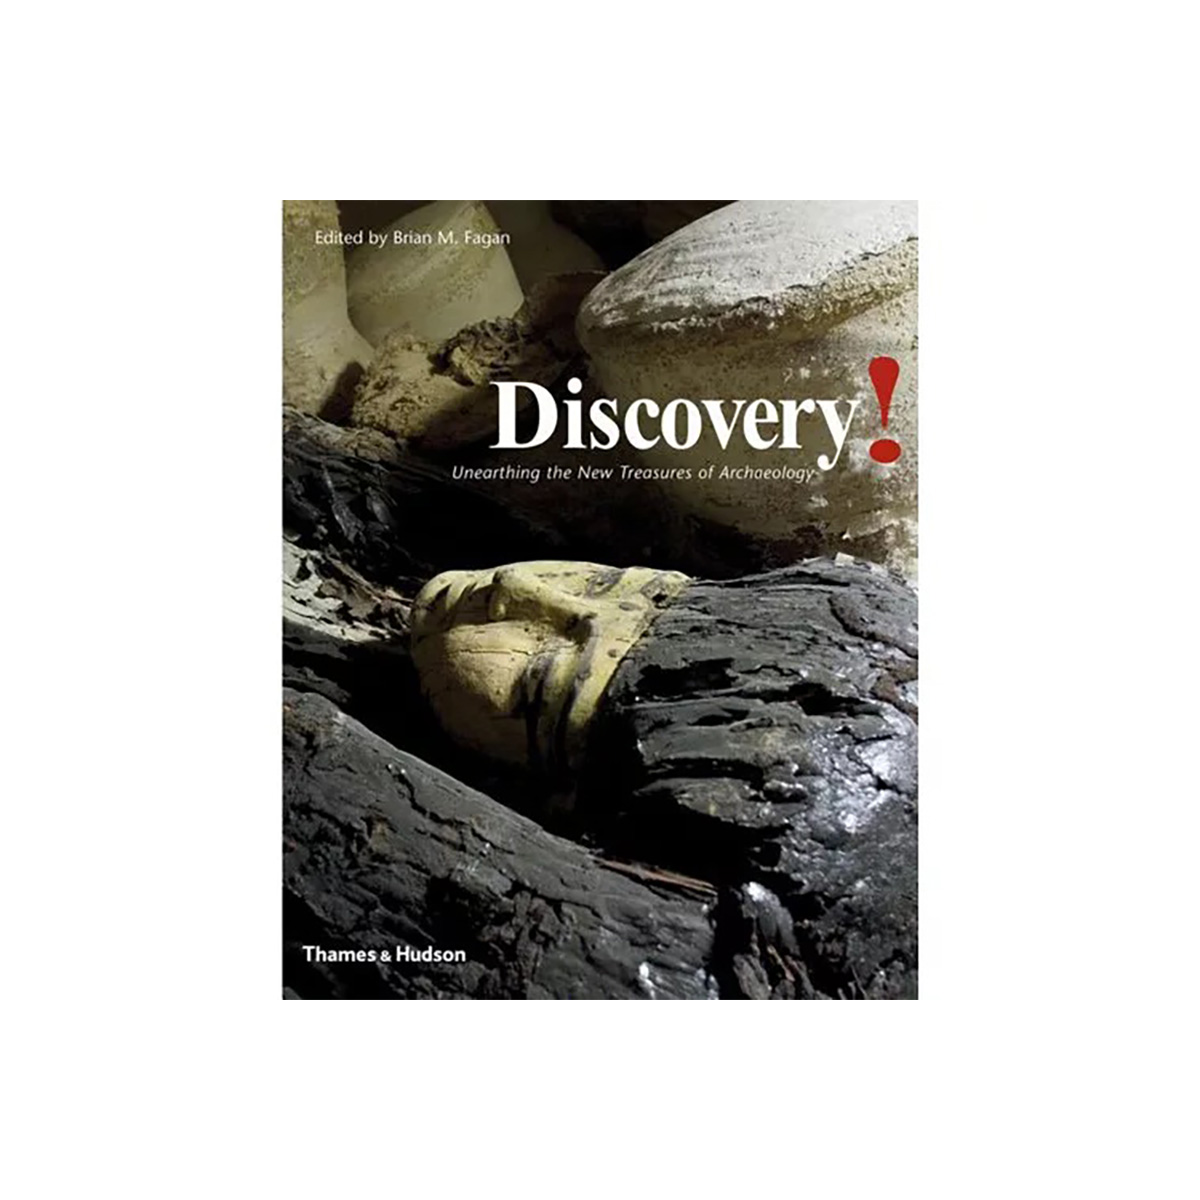 Edited by Brian M. Fagan
Discovery!
Unearthing the New Treasures of Archaeology
Thames & Hudson